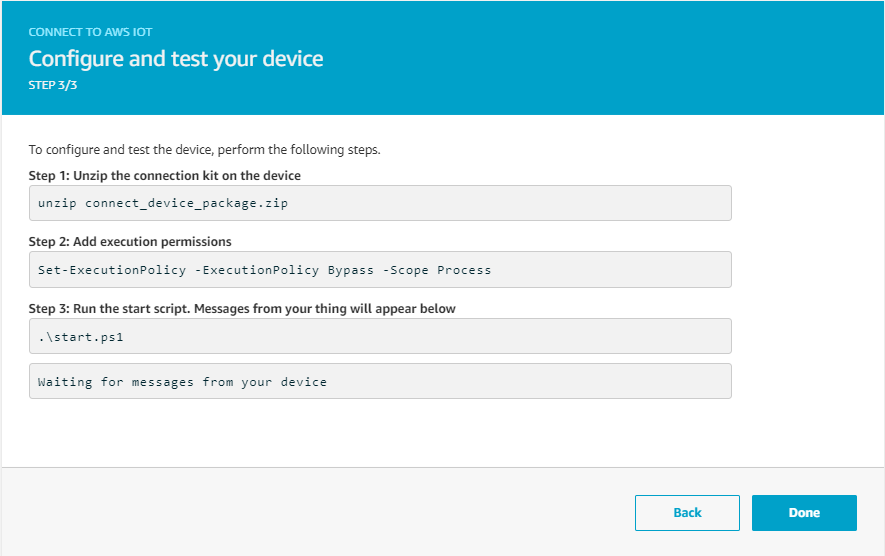 CONNECT TO AWS IOT
Configure and test your device
STEP 3/3
To configure and test the device, perform the following steps.
Step 1: Unzip the connection kit on the device
unzip connect_device_package.zip
Step 2: Add execution permissions
Set-ExecutionPolicy -ExecutionPolicy Bypass -Scope Process
Step 3: Run the start script. Messages from your thing will appear below
.\start.ps1
Waiting for messages from your device
Back
Done